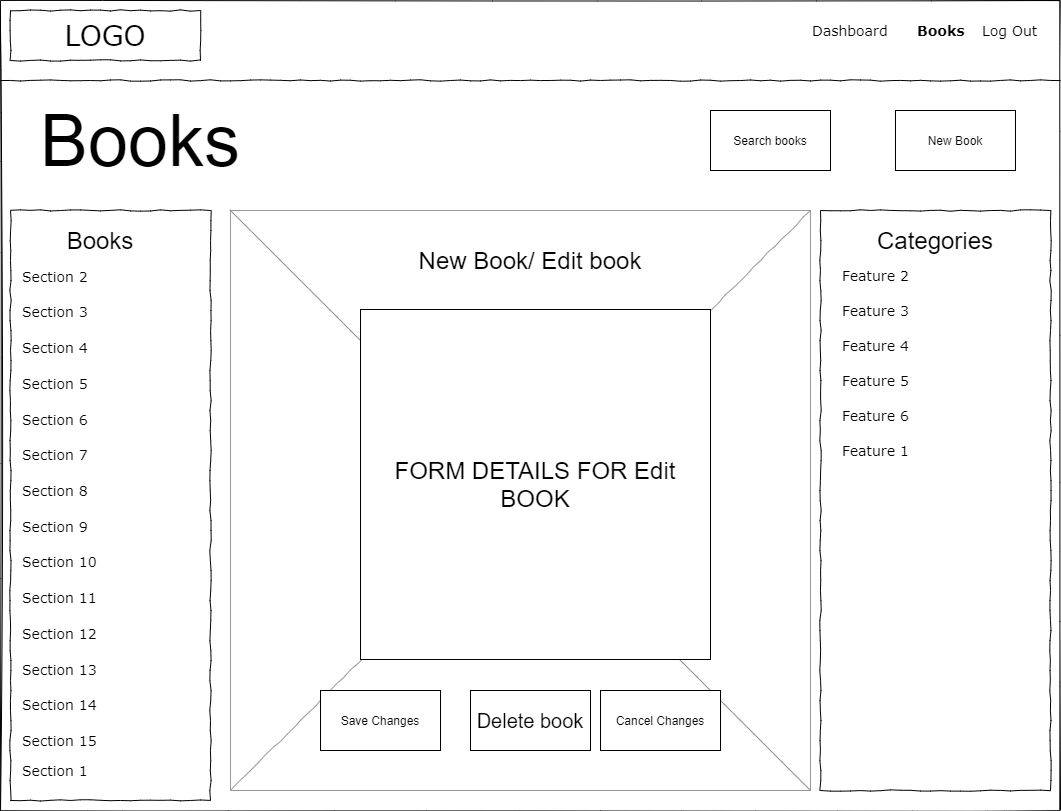 LOGO
Dashboard
Books
Log Out
Books
Search books
New Book
Books
Section 2
Section 3
Section 4
Section 5
Section 6
Section 7
Section 8
Section 9
Section 10
Section 11
Section 12
Section 13
Section 14
Section 15
Section 1
New Book/ Edit book
FORM DETAILS FOR Edit
BOOK
Save Changes
Delete book
Cancel Changes
Categories
Feature 2
Feature 3
Feature 4
Feature 5
Feature 6
Feature 1